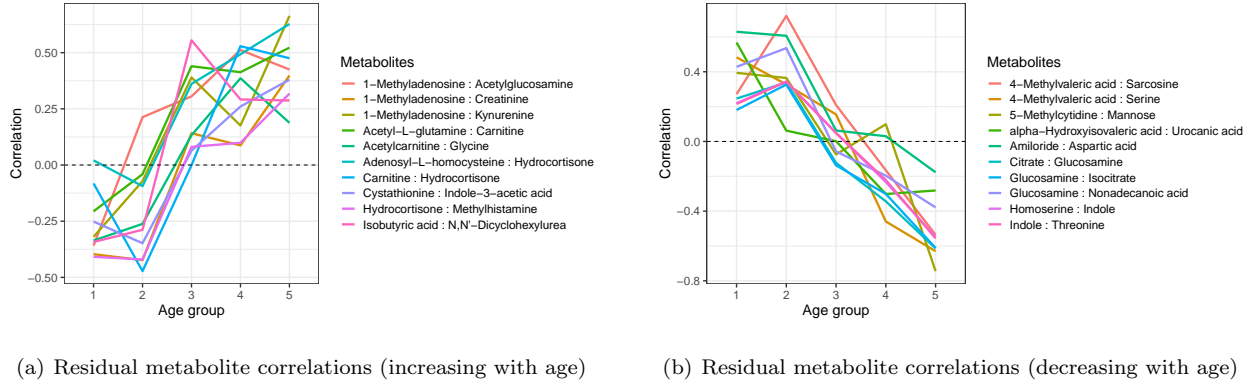 Metabolites
1−Methyladenosine : Acetylglucosamine
1−Methyladenosine : Creatinine
1−Methyladenosine : Kynurenine
Acetyl−L−glutamine : Carnitine
Acetylcarnitine : Glycine
Adenosyl−L−homocysteine : Hydrocortisone
Carnitine : Hydrocortisone
Cystathionine : Indole−3−acetic acid
Hydrocortisone : Methylhistamine
Isobutyric acid : N,N'−Dicyclohexylurea
Correlation
0.50
0.25
0.00
−0.25
−0.50
1 2 3 4 5
Age group
(a) Residual metabolite correlations (increasing with age)
Metabolites
4−Methylvaleric acid : Sarcosine
4−Methylvaleric acid : Serine
5−Methylcytidine : Mannose
alpha−Hydroxyisovaleric acid : Urocanic acid
Amiloride : Aspartic acid
Citrate : Glucosamine
Glucosamine : Isocitrate
Glucosamine : Nonadecanoic acid
Homoserine : Indole
Indole : Threonine
Correlation
0.4
0.0
−0.4
−0.8
1 2 3 4 5
Age group
(b) Residual metabolite correlations (decreasing with age)